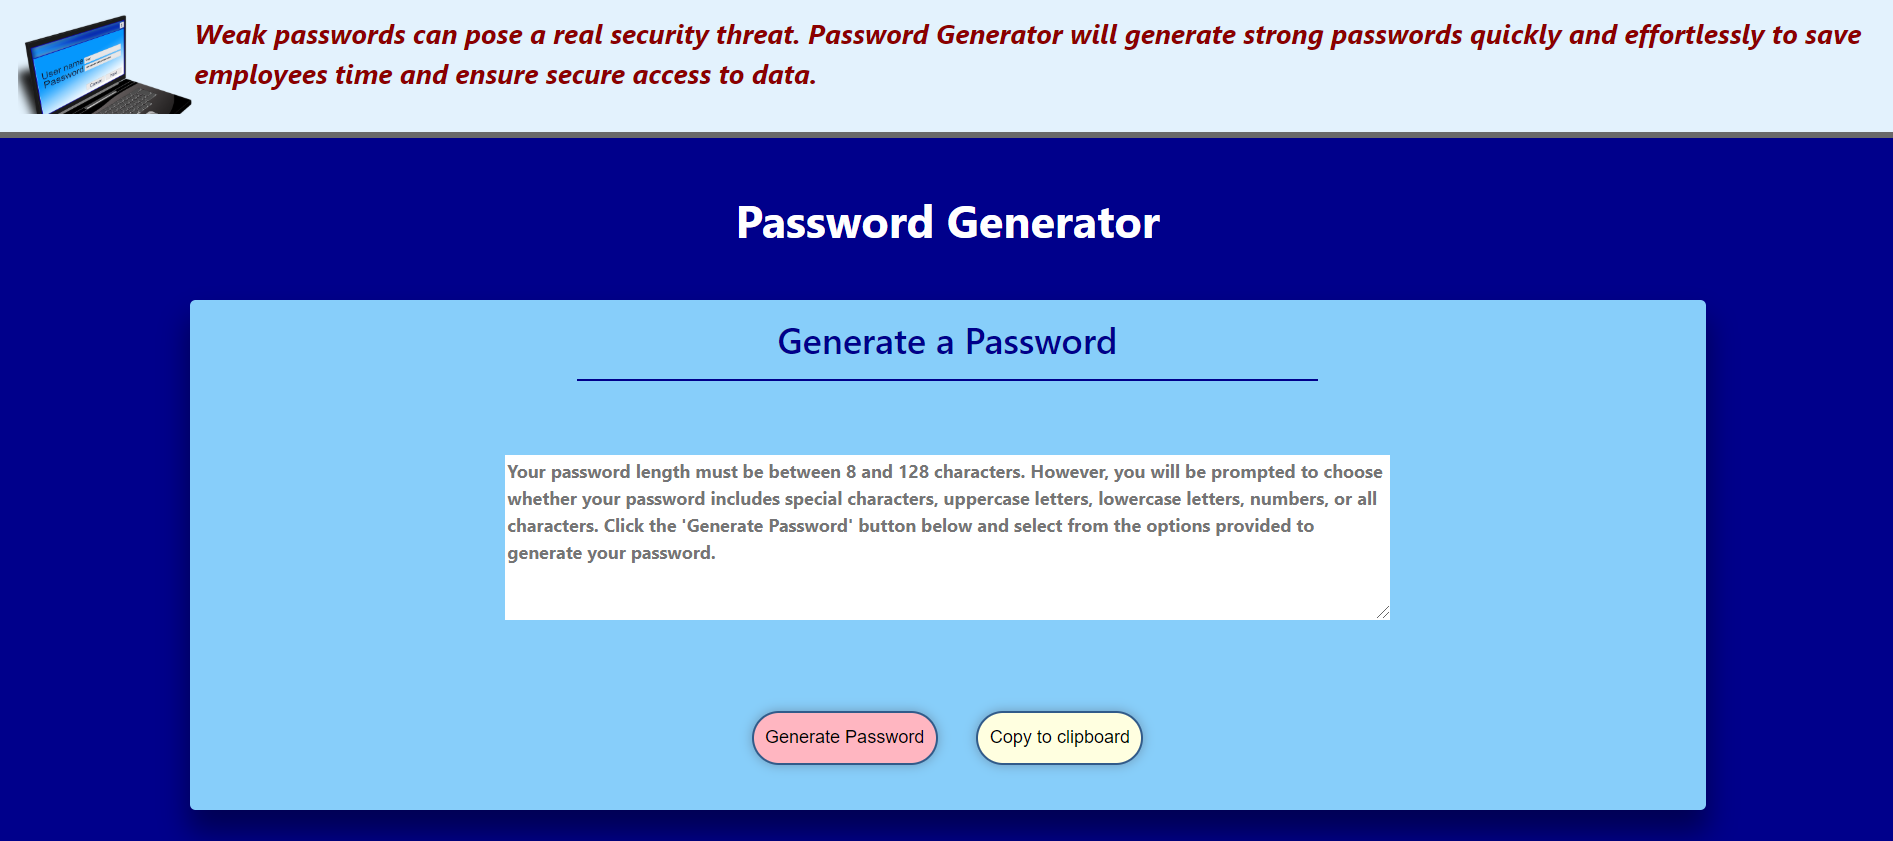 Weak passwords can pose a real security threat. Password Generator will generate strong passwords quickly and effortlessly to save
employees time and ensure secure access to data.
User name
Password
Password Generator
Generate a Password
Your password length must be between 8 and 128 characters. However, you will be prompted to choose
whether your password includes special characters, uppercase letters, lowercase letters, numbers, or all
characters. Click the 'Generate Password' button below and select from the options provided to
generate your password.
Generate Password
Copy to clipboard